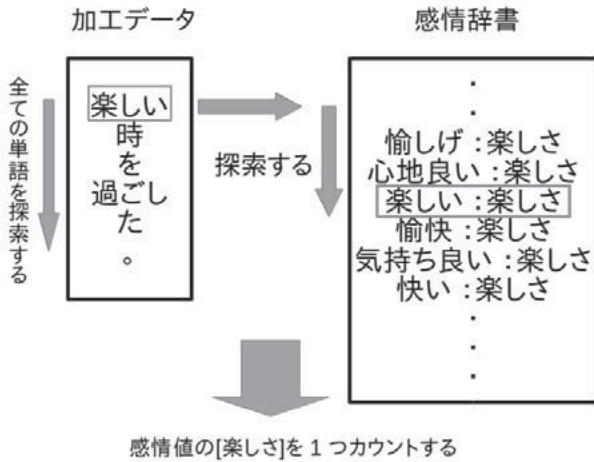 加工データ
感情辞書
全ての単語を探索する
楽しい
時
を
過ごし
た
。
探索する
・
・
愉しげ：楽しさ
心地良い：楽しさ
楽しい：楽しさ
愉快：楽しさ
気持ち良い：楽しさ
快い：楽しさ
・
・
・
感情値の[楽しさ]を1つカウントする